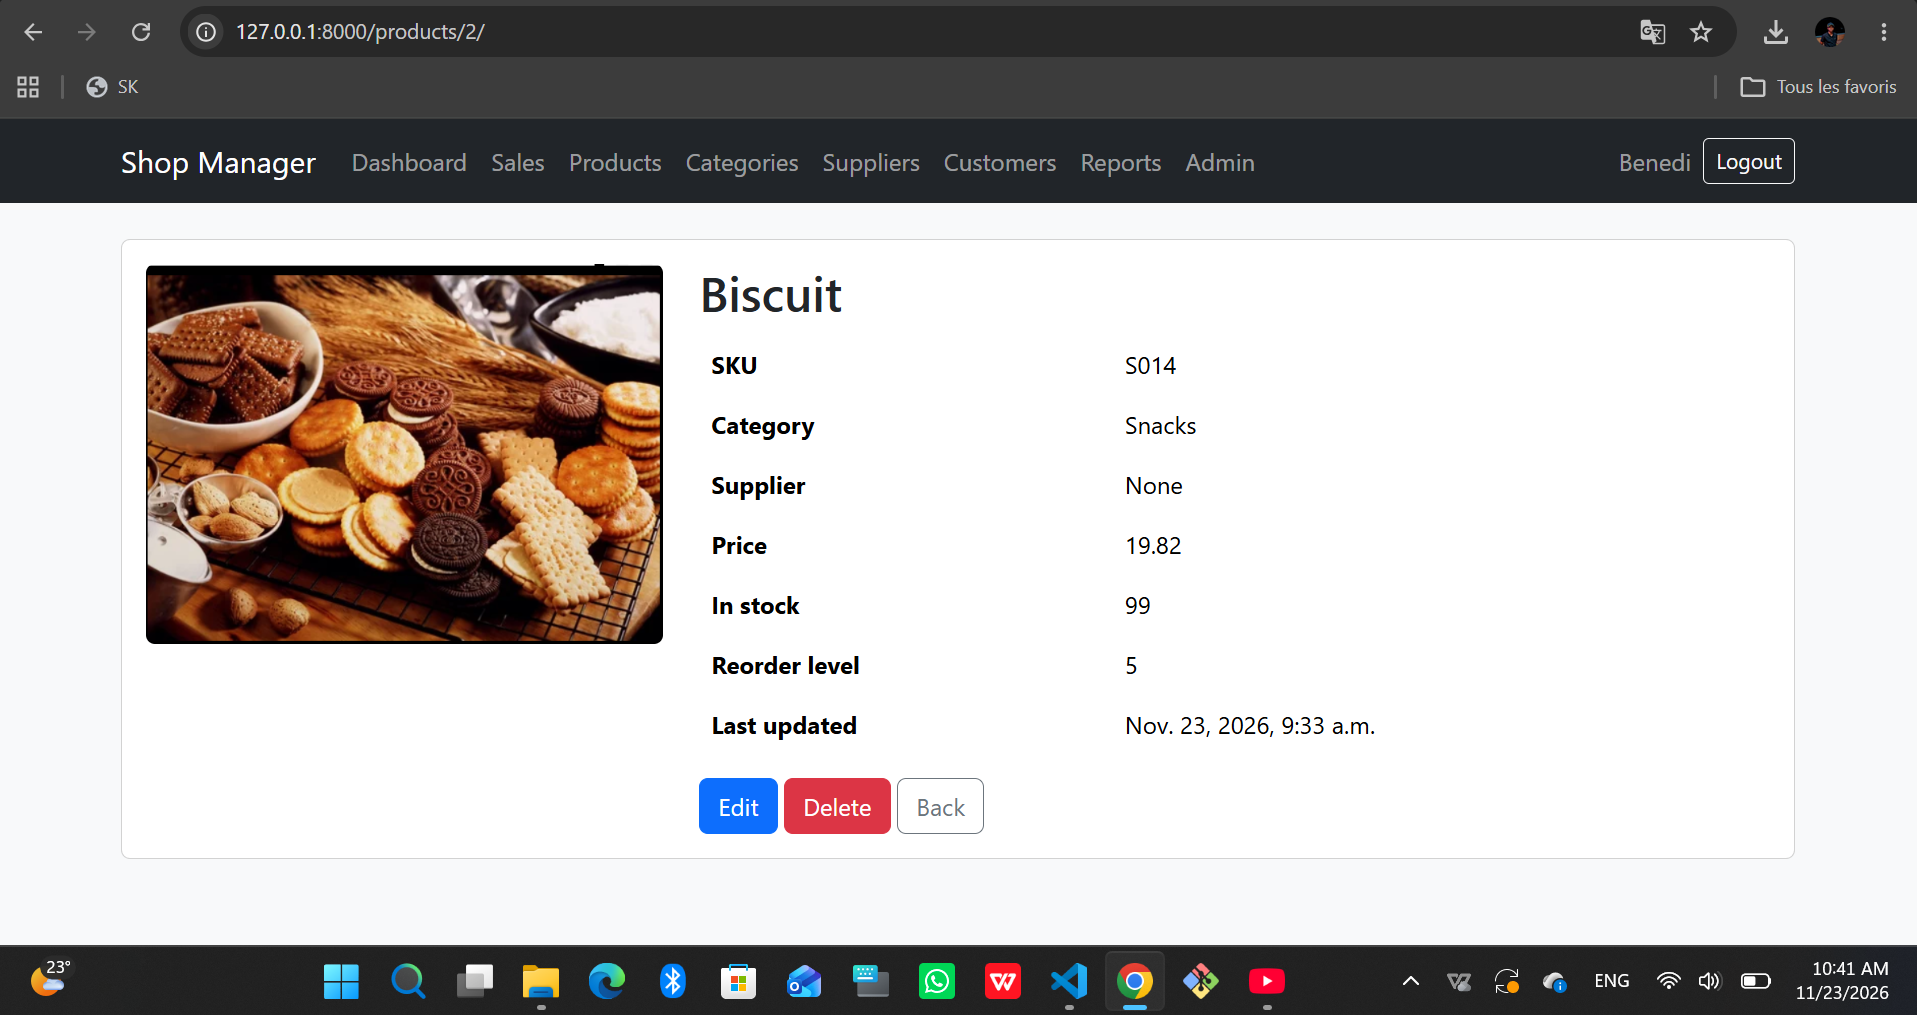 127.0.0.1:8000/products/2/
SK
Tous les favoris
Shop Manager Dashboard Sales Products Categories Suppliers Customers Reports Admin Benedi Logout
Biscuit
SKU S014
Category Snacks
Supplier None
Price 19.82
In stock 99
Reorder level 5
Last updated Nov. 23, 2026, 9:33 a.m.
Edit Delete Back
23°
ENG
10:41 AM
11/23/2026